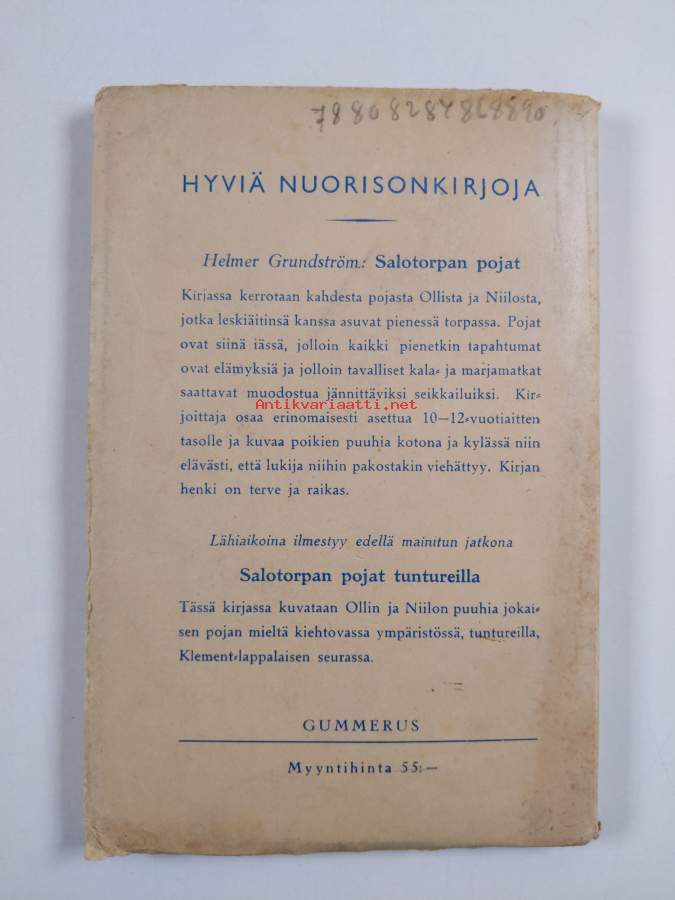 78808287868890
HYVIÄ NUORISONKIRJOJA
Helmer Grundström: Salotorpan pojat
Kirjassa kerrotaan kahdesta pojasta Ollista ja Niilosta,
jotka leskiäitinsä kanssa asuvat pienessä torpassa. Pojat
ovat siinä iässä, jolloin kaikki pienetkin tapahtumat
ovat elämyksiä ja jolloin tavalliset kala- ja marjamatkat
saattavat muodostua jännittäviksi seikkailuiksi. Kir-
Antikvariaatti.net
joittaja osaa erinomaisesti asettua 10—12-vuotiaitten
tasolle ja kuvaa poikien puuhia kotona ja kylässä niin
elävästi, että lukija niihin pakostakin viehättyy. Kirjan
henki on terve ja raikas.
Lähiaikoina ilmestyy edellä mainitun jatkona
Salotorpan pojat tuntureilla
Tässä kirjassa kuvataan Ollin ja Niilon puuhia jokai-
sen pojan mieltä kiehtovassa ympäristössä, tuntureilla,
Klement-lappalaisen seurassa.
GUMMERUS
Myyntihinta 55:—